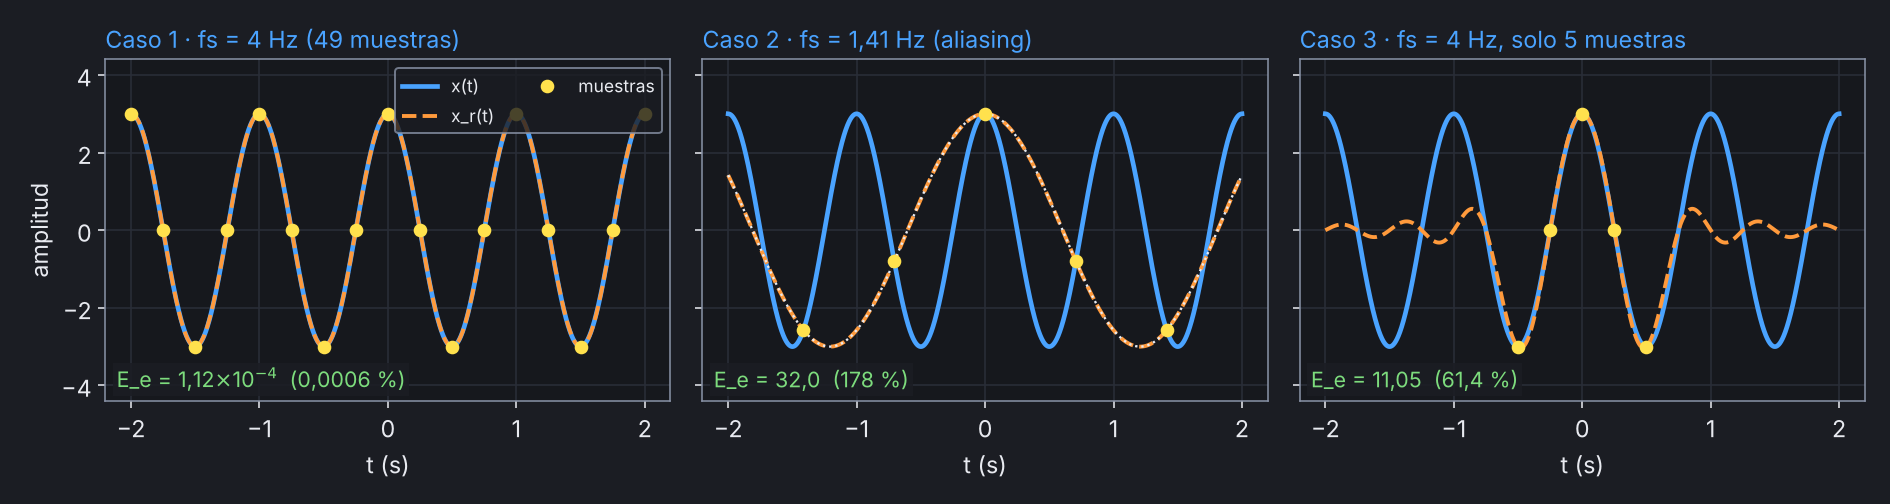 Caso 1 · fs = 4 Hz (49 muestras)
Caso 2 · fs = 1,41 Hz (aliasing)
Caso 3 · fs = 4 Hz, solo 5 muestras
x(t)
muestras
x_r(t)
amplitud
4
2
0
−2
−4
E_e = 1,12×10⁻⁴ (0,0006 %)
E_e = 32,0 (178 %)
E_e = 11,05 (61,4 %)
−2 −1 0 1 2
−2 −1 0 1 2
−2 −1 0 1 2
t (s)
t (s)
t (s)